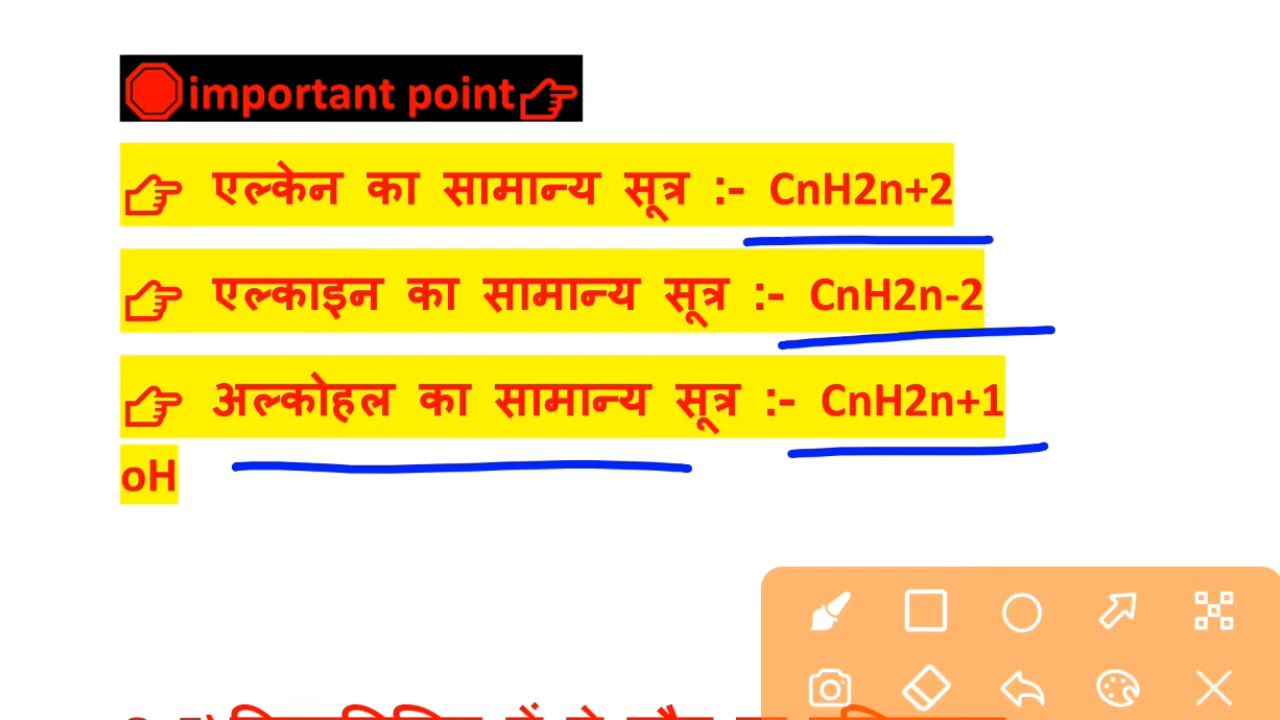 🛑important point👉
👉 एल्केन का सामान्य सूत्र :- CnH2n+2
👉 एल्काइन का सामान्य सूत्र :- CnH2n-2
👉 अल्कोहल का सामान्य सूत्र :- CnH2n+1
oH